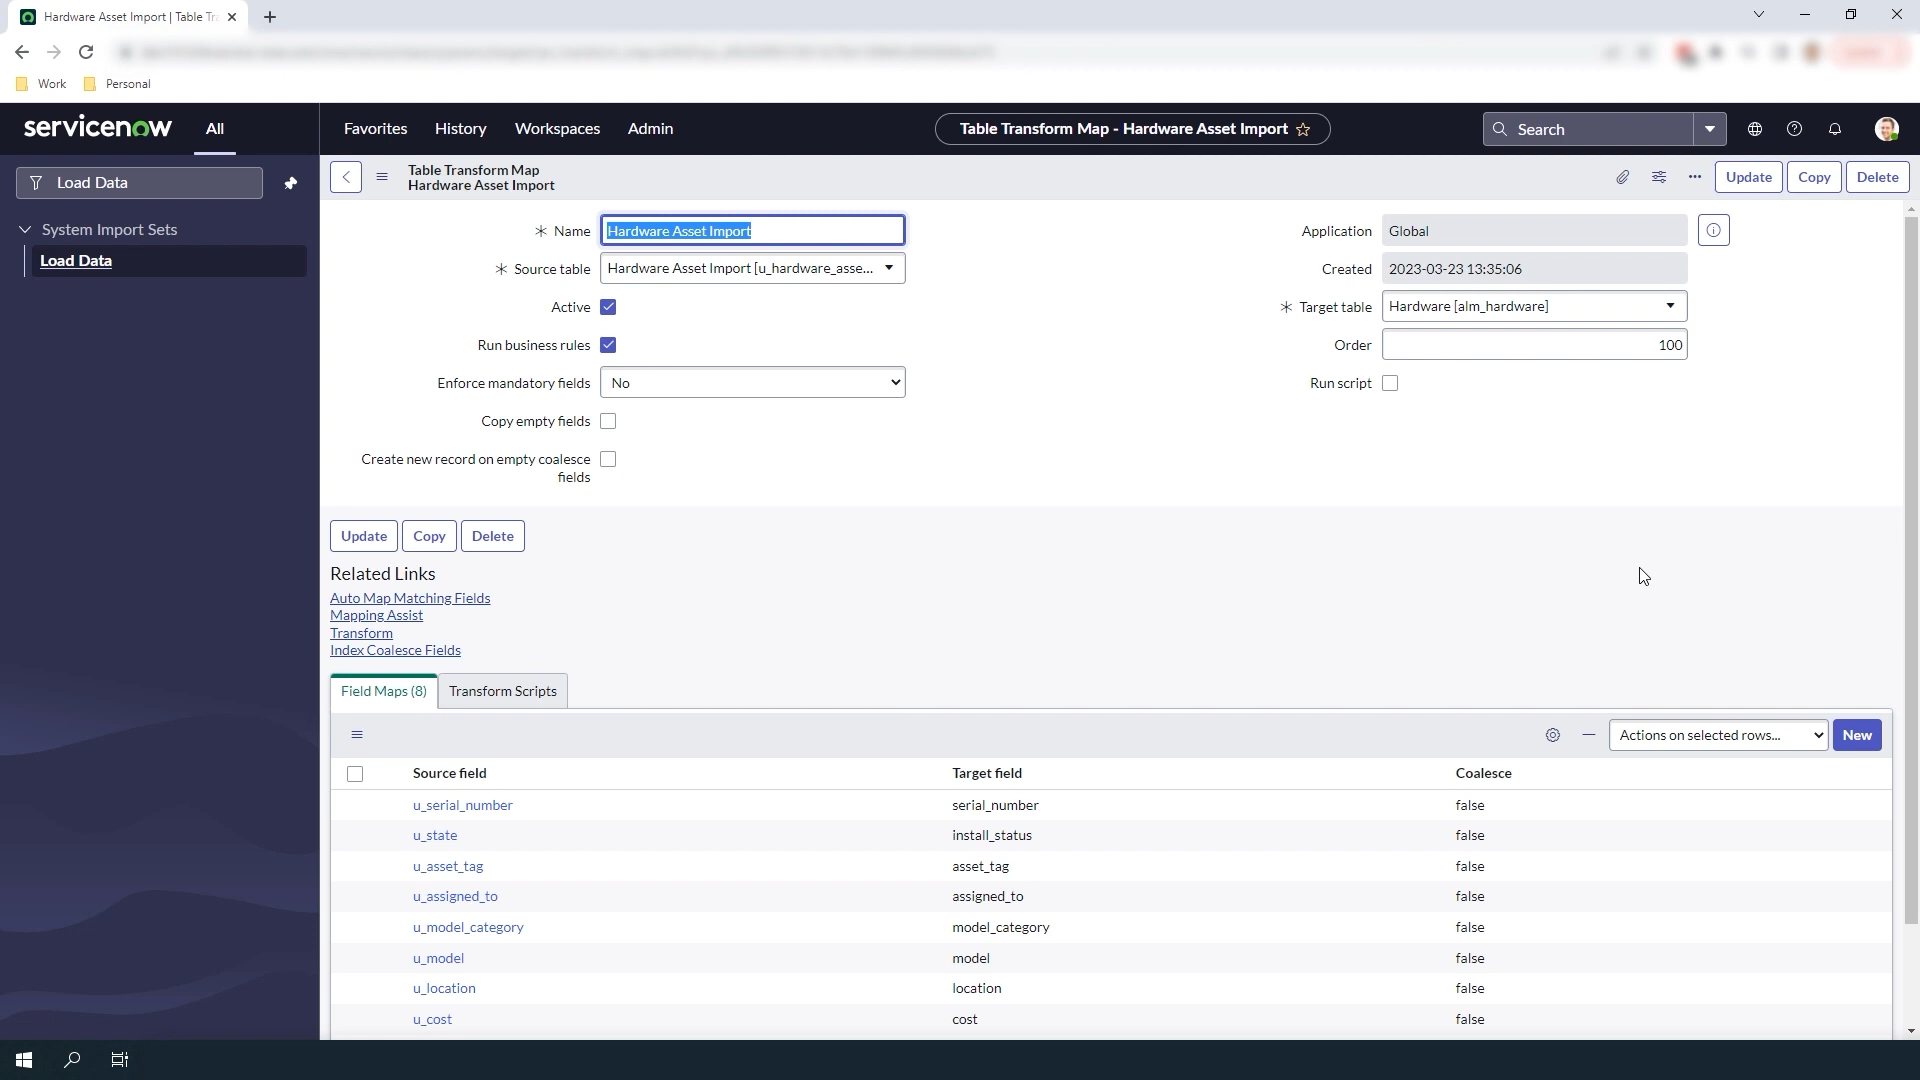 Hardware Asset Import | Table Tra
Work
Personal
servicenow
All
Favorites
History
Workspaces
Admin
Table Transform Map - Hardware Asset Import
Search
Load Data
System Import Sets
Load Data
Table Transform Map
Hardware Asset Import
Update
Copy
Delete
Name
Hardware Asset Import
Source table
Hardware Asset Import [u_hardware_asse...
Active
Run business rules
Enforce mandatory fields
No
Copy empty fields
Create new record on empty coalesce
fields
Application
Global
Created
2023-03-23 13:35:06
Target table
Hardware [alm_hardware]
Order
100
Run script
Update
Copy
Delete
Related Links
Auto Map Matching Fields
Mapping Assist
Transform
Index Coalesce Fields
Field Maps (8)
Transform Scripts
Actions on selected rows...
New
Source field Target field Coalesce
u_serial_number serial_number false
u_state install_status false
u_asset_tag asset_tag false
u_assigned_to assigned_to false
u_model_category model_category false
u_model model false
u_location location false
u_cost cost false